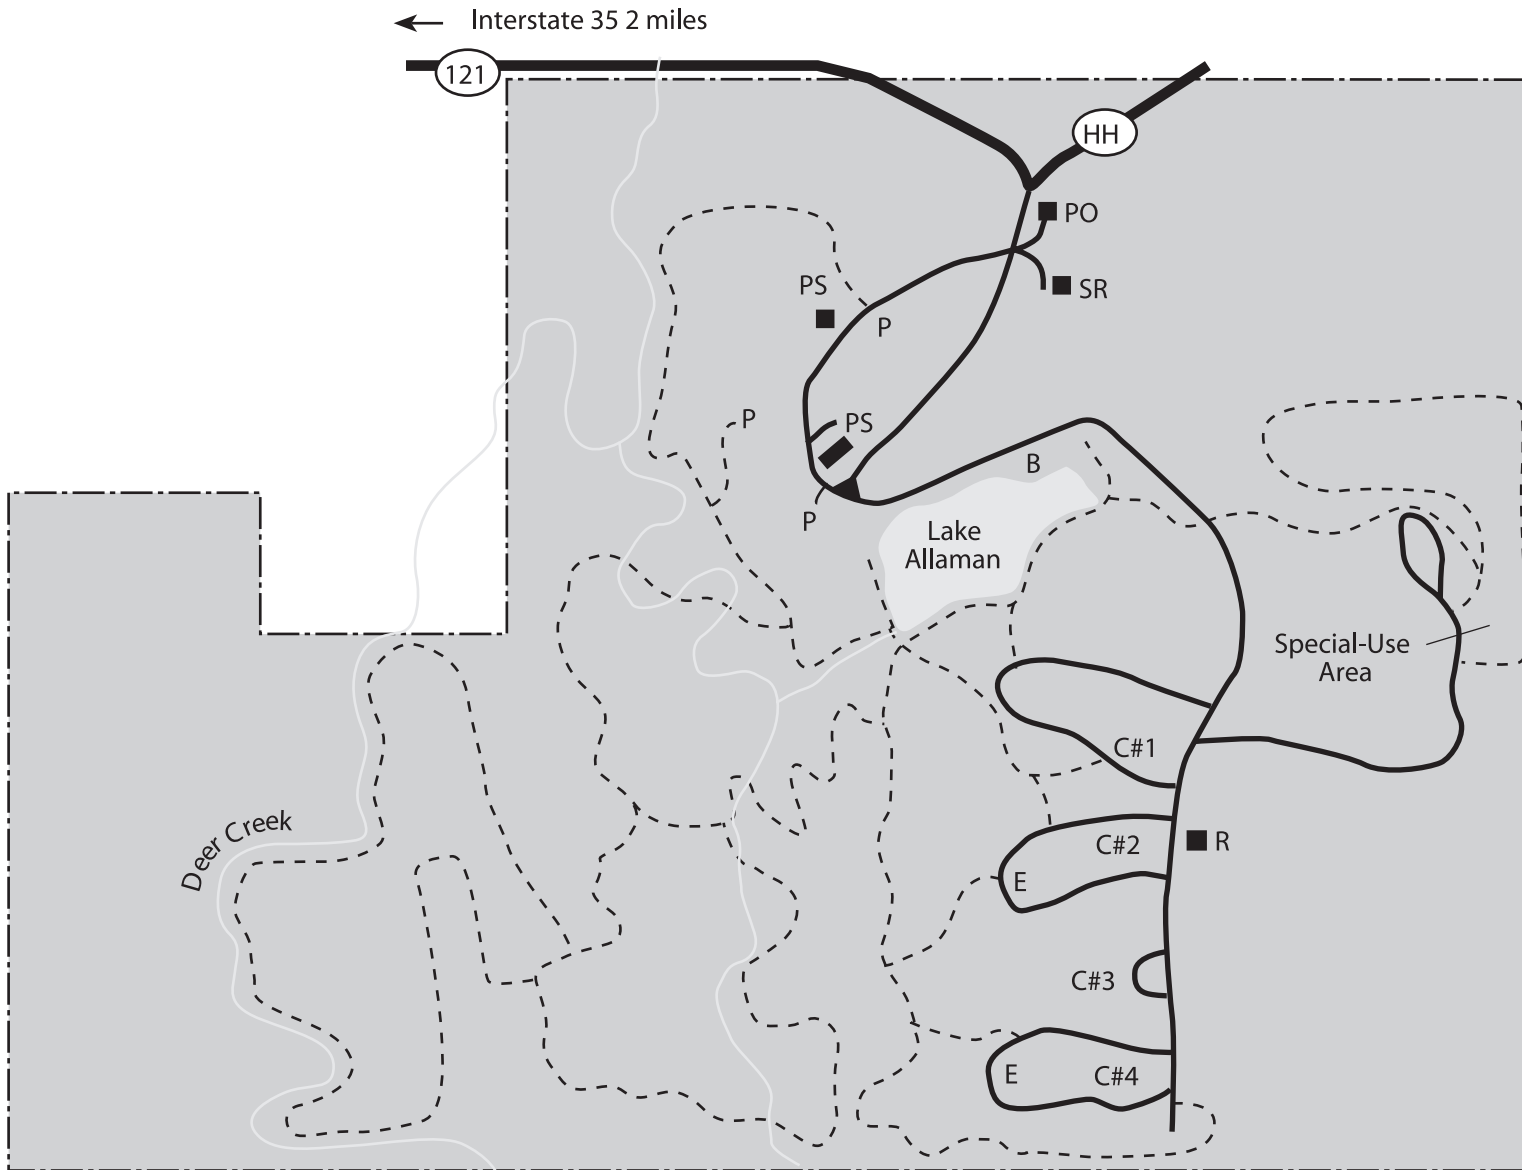 Interstate 35 2 miles
121
HH
PO
PS
SR
P
P
PS
B
P
Lake
Allaman
Special-Use
Area
C#1
Deer Creek
C#2
R
E
C#3
E
C#4